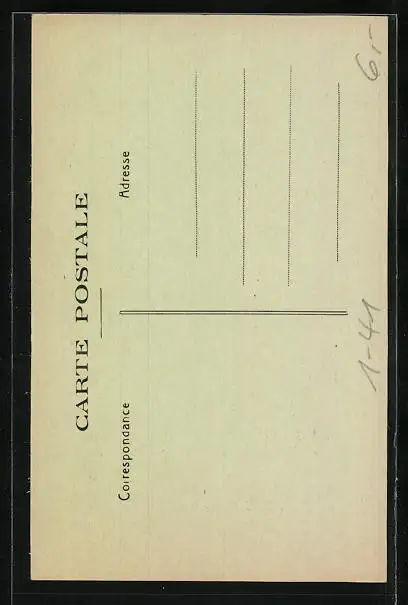 CARTE POSTALE
Correspondance
Adresse
1-41
6,-